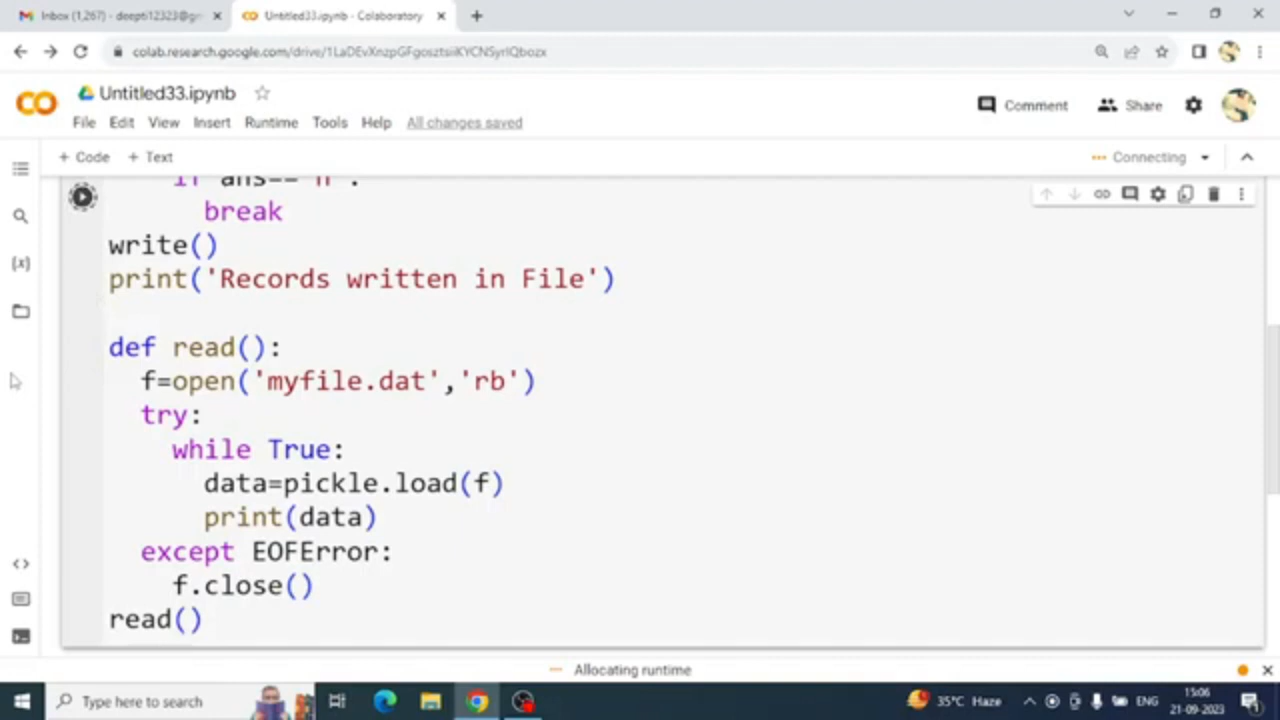 Inbox (1,267) - deepti12323@gm
Untitled33.ipynb - Colaboratory
colab.research.google.com/drive/
Untitled33.ipynb
File Edit View Insert Runtime Tools Help All changes saved
Comment
Share
+ Code + Text
Connecting
if ans=='n':
break
write()
print('Records written in File')
def read():
f=open('myfile.dat','rb')
try:
while True:
data=pickle.load(f)
print(data)
except EOFError:
f.close()
read()
Allocating runtime
Type here to search
35°C Haze
ENG
15:06
21-09-2023